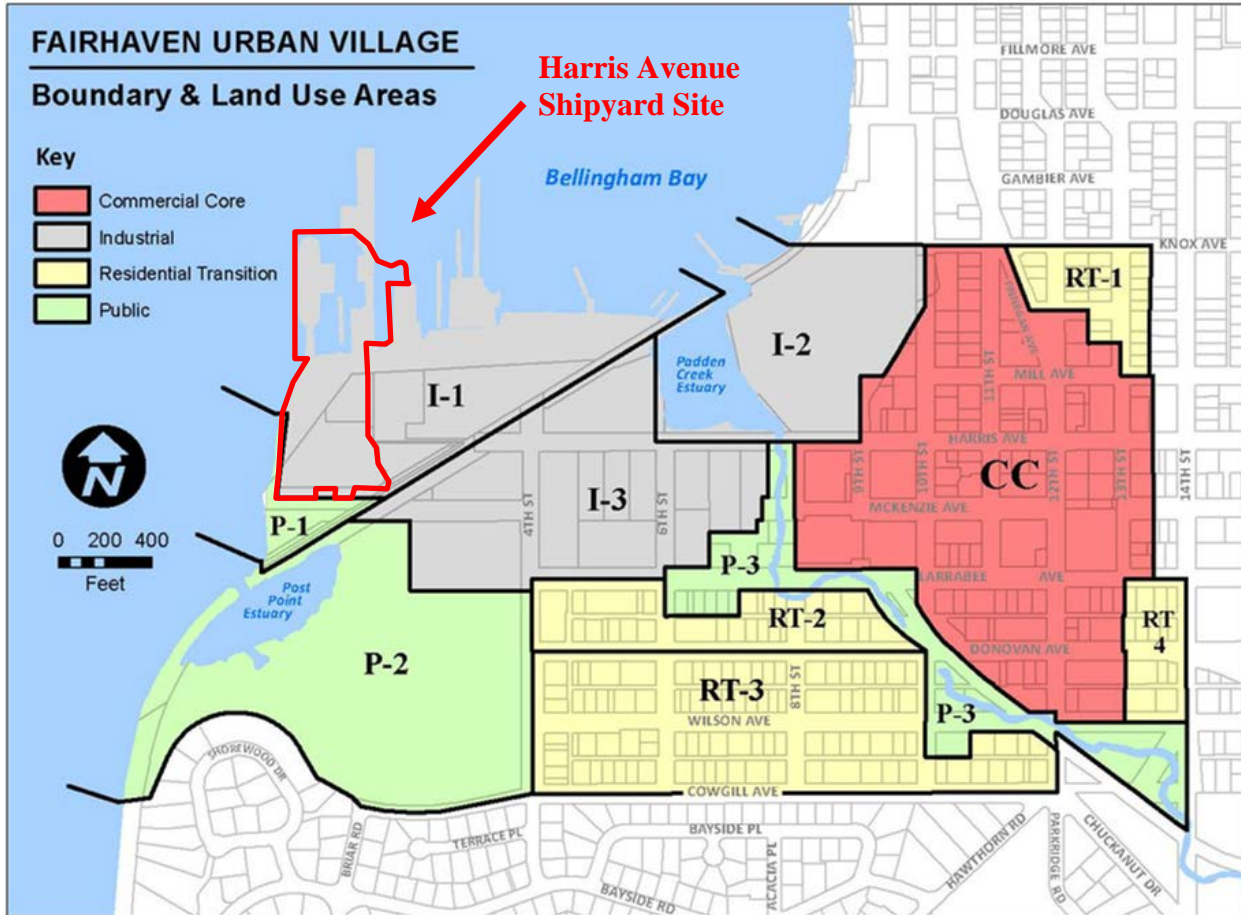 FAIRHAVEN URBAN VILLAGE
Boundary & Land Use Areas
Key
Commercial Core
Industrial
Residential Transition
Public
Harris Avenue
Shipyard Site
Bellingham Bay
FILLMORE AVE
DOUGLAS AVE
GAMBIER AVE
KNOX AVE
RT-1
FINNEGAN AVE
I-2
11TH ST
MILL AVE
Padden
Creek
Estuary
I-1
HARRIS AVE
CC
9TH ST
10TH ST
12TH ST
13TH ST
14TH ST
N
0 200 400
Feet
P-1
I-3
4TH ST
6TH ST
MCKENZIE AVE
P-3
LARRABEE AVE
Post
Point
Estuary
RT-2
RT
4
DONOVAN AVE
P-2
RT-3
8TH ST
WILSON AVE
P-3
SHOREWOOD DR
COWGILL AVE
BRIAR RD
TERRACE PL
BAYSIDE PL
ACACIA PL
HAWTHORN RD
PARKRIDGE RD
CHUCKANUT DR
BAYSIDE RD